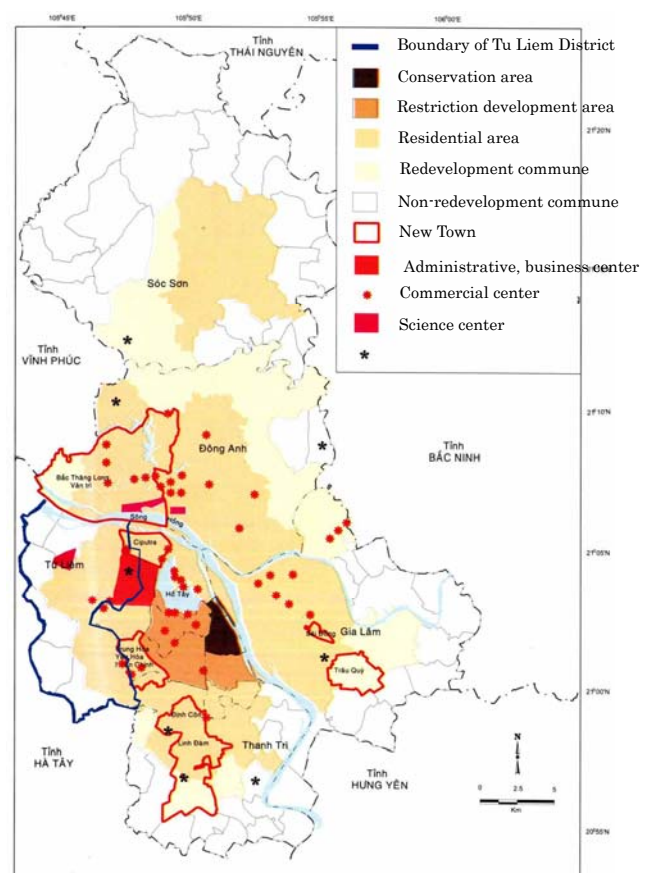 105°45'E
105°50'E
105°55'E
106°00'E
Tỉnh
THÁI NGUYÊN
Boundary of Tu Liem District
Conservation area
Restriction development area
Residential area
Redevelopment commune
Non-redevelopment commune
New Town
Administrative, business center
Commercial center
Science center
21°20'N
Sóc Sơn
Tỉnh
VĨNH PHÚC
21°10'N
Đông Anh
Tỉnh
BẮC NINH
Bắc Thăng Long
Vân trì
Sông
Hồng
21°05'N
Ciputra
Từ Liêm
Hồ Tây
Gia Lâm
Trung Hòa
Yên Hòa
Trâu Quỳ
21°00'N
Định Công
Linh Đàm
Thanh Trì
Tỉnh
HÀ TÂY
Tỉnh
HƯNG YÊN
N
0
2.5
5
Km
20°55'N